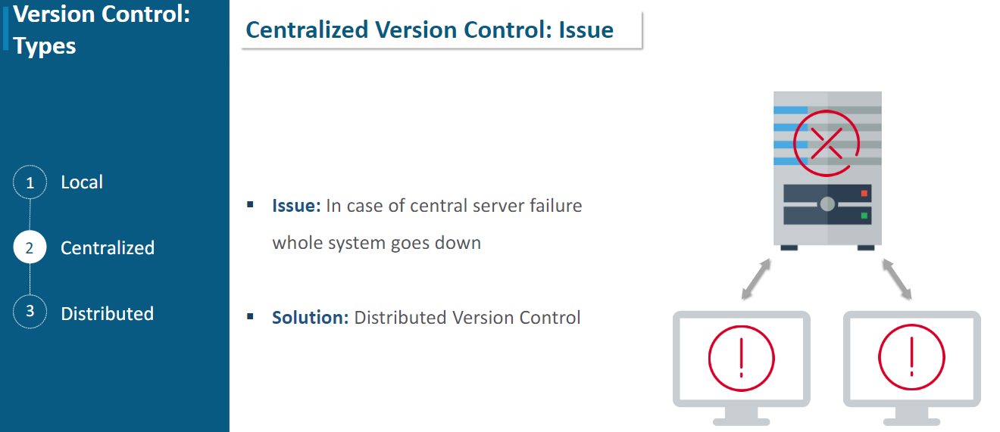 Version Control:
Types
Centralized Version Control: Issue
1 Local
2 Centralized
3 Distributed
▪ Issue: In case of central server failure
whole system goes down
▪ Solution: Distributed Version Control